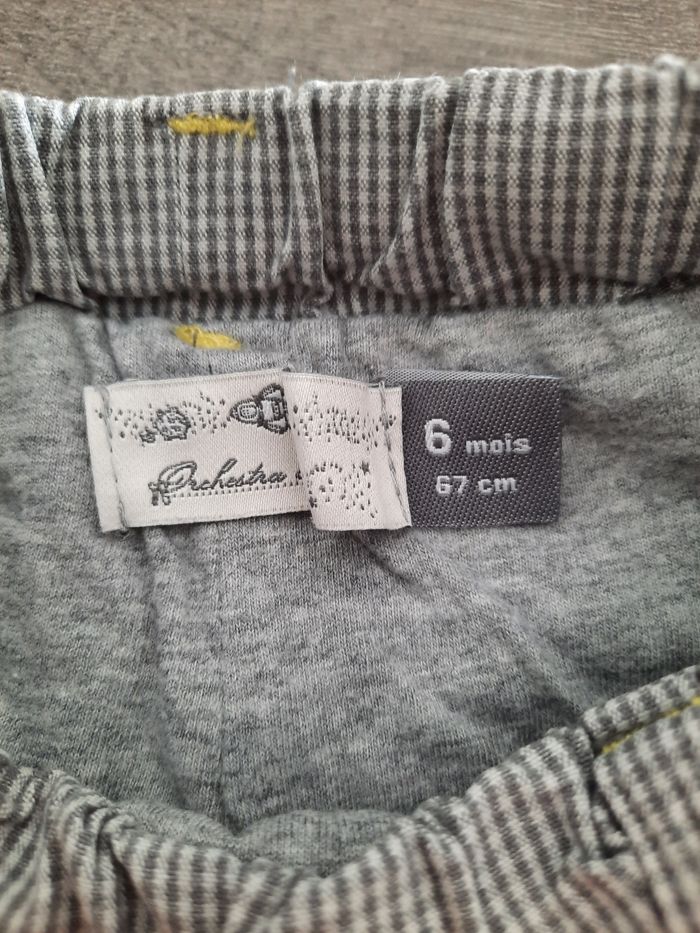 Orchestra
6 mois
67 cm